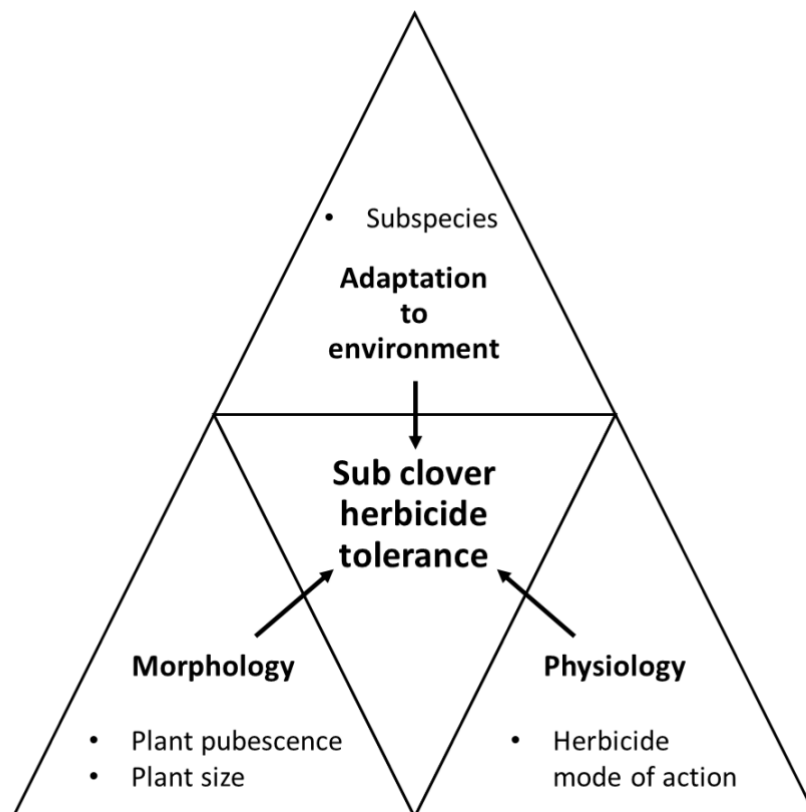 • Subspecies
Adaptation
to
environment
Sub clover
herbicide
tolerance
Morphology
• Plant pubescence
• Plant size
Physiology
• Herbicide
mode of action